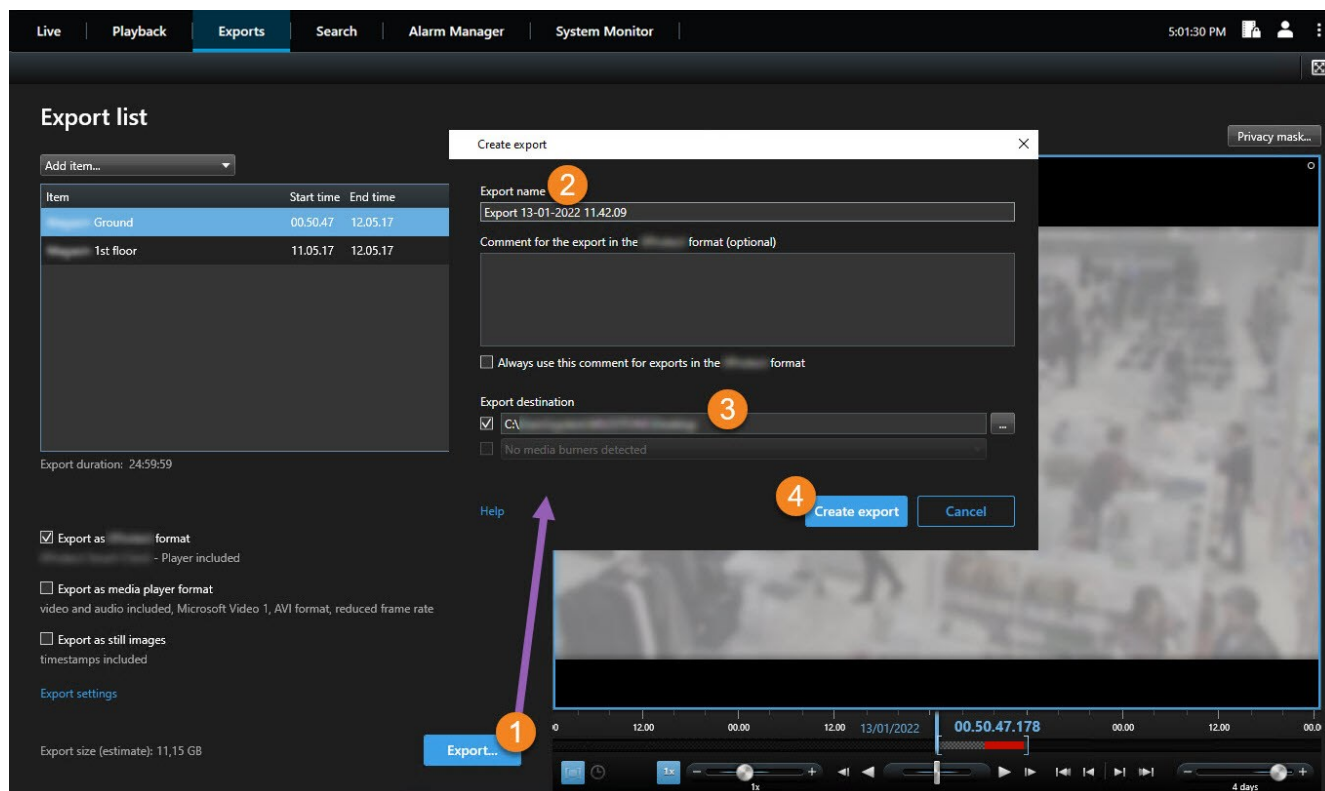 Live Playback Exports Search Alarm Manager System Monitor 5:01:30 PM
Export list
Privacy mask...
Add item...
Item Start time End time
Ground 00.50.47 12.05.17
1st floor 11.05.17 12.05.17
Export duration: 24:59:59
Export as format
- Player included
Export as media player format
video and audio included, Microsoft Video 1, AVI format, reduced frame rate
Export as still images
timestamps included
Export settings
Export size (estimate): 11,15 GB
Export...
1
Create export
Export name
2
Export 13-01-2022 11.42.09
Comment for the export in the format (optional)
Always use this comment for exports in the format
Export destination
3
C:\
...
No media burners detected
Help
4
Create export
Cancel
12.00 00.00 12.00 13/01/2022 00.50.47.178 00.00 12.00
1x
1x
4 days